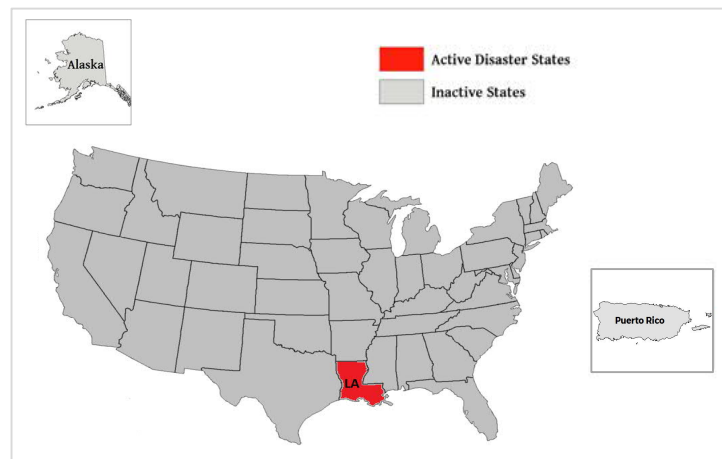 Alaska
Active Disaster States
Inactive States
Puerto Rico
LA